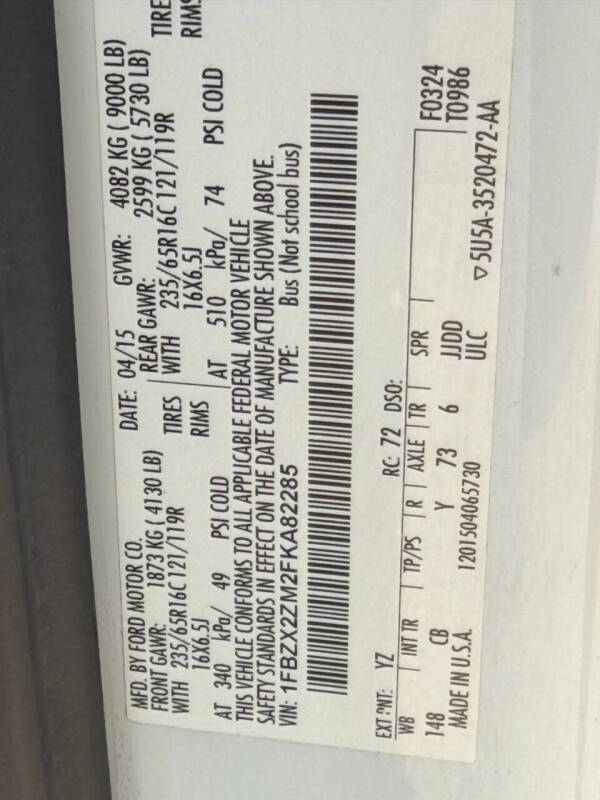 MFD. BY FORD MOTOR CO.
DATE: 04/15 GVWR: 4082 KG ( 9000 LB)
FRONT GAWR: 1873 KG ( 4130 LB) REAR GAWR: 2599 KG ( 5730 LB)
WITH 235/65R16C 121/119R TIRES WITH 235/65R16C 121/119R TIRE
16X6.5J RIMS 16X6.5J RIMS
AT 340 kPa/ 49 PSI COLD AT 510 kPa/ 74 PSI COLD
THIS VEHICLE CONFORMS TO ALL APPLICABLE FEDERAL MOTOR VEHICLE
SAFETY STANDARDS IN EFFECT ON THE DATE OF MANUFACTURE SHOWN ABOVE.
VIN: 1FBZX2ZM2FKA82285 TYPE: Bus (Not school bus)
EXT PNT: YZ RC: 72 DSO:
WB INT TR TP/PS R AXLE TR SPR F0324
148 CB Y 73 6 JJDD T0986
MADE IN U.S.A. 1201504065730 ULC
▽5U5A-3520472-AA